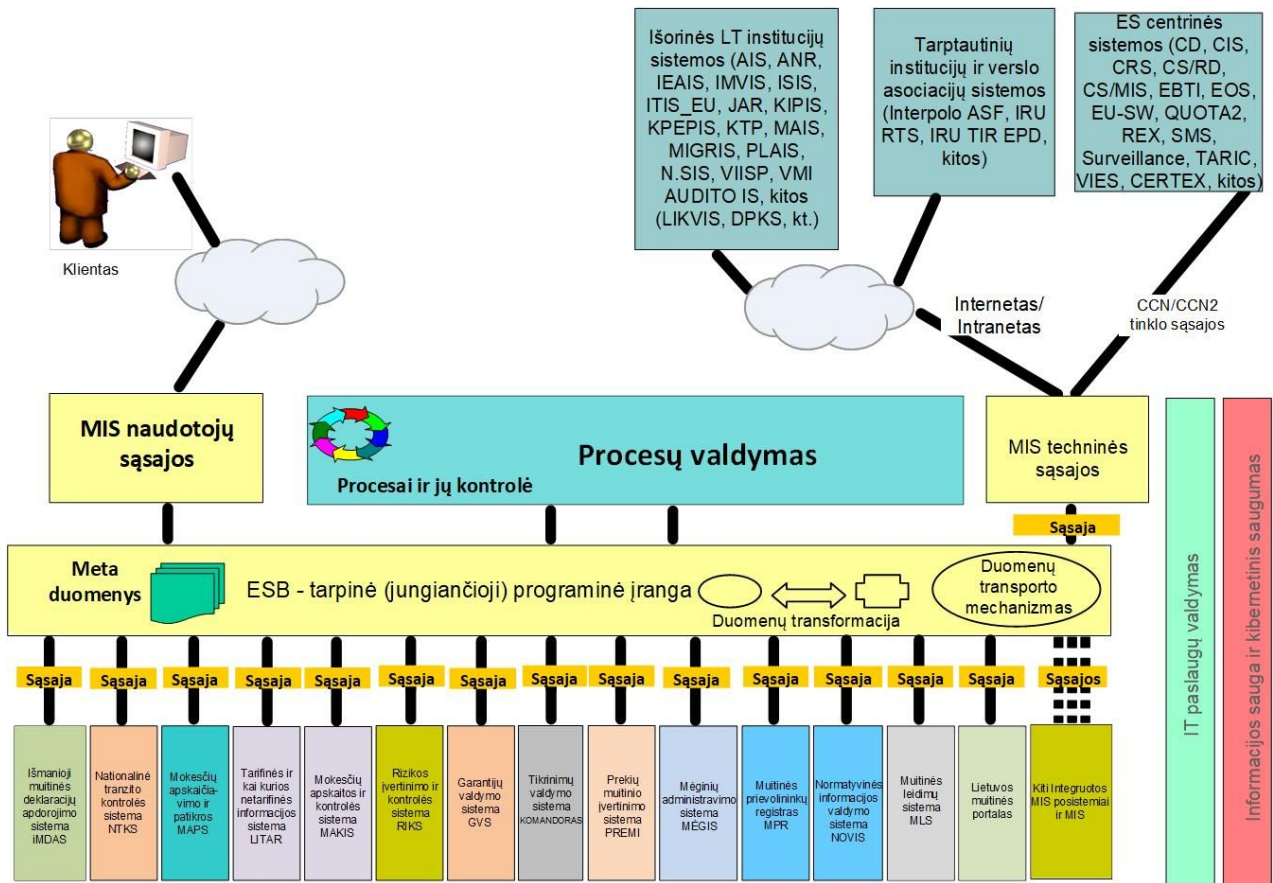 Išorinės LT institucijų
sistemos (AIS, ANR,
IEAIS, IMVIS, ISIS,
ITIS_EU, JAR, KIPIS,
KPEPIS, KTP, MAIS,
MIGRIS, PLAIS,
N.SIS, VIISP, VMI
AUDITO IS, kitos
(LIKVIS, DPKS, kt.)
Tarptautinių
institucijų ir verslo
asociacijų sistemos
(Interpolo ASF, IRU
RTS, IRU TIR EPD,
kitos)
ES centrinės
sistemos (CD, CIS,
CRS, CS/RD,
CS/MIS, EBTI, EOS,
EU-SW, QUOTA2,
REX, SMS,
Surveillance, TARIC,
VIES, CERTEX, kitos)
Klientas
Internetas/
Intranetas
CCN/CCN2
tinklo sąsajos
MIS naudotojų
sąsajos
Procesų valdymas
Procesai ir jų kontrolė
MIS techninės
sąsajos
Sąsaja
Meta
duomenys
ESB - tarpinė (jungiančioji) programinė įranga
Duomenų transformacija
Duomenų
transporto
mechanizmas
Sąsaja
Sąsaja
Sąsaja
Sąsaja
Sąsaja
Sąsaja
Sąsaja
Sąsaja
Sąsaja
Sąsaja
Sąsaja
Sąsaja
Sąsaja
Sąsaja
Sąsajos
Išmanioji
muitinės
deklaracijų
apdorojimo
sistema
iMDAS
Nationalinė
tranzito
kontrolės
sistema
NTKS
Mokesčių
apskaičia-
vimo ir
patikros
MAPS
Tarifinės ir
kai kurios
netarifinės
informacijos
sistema
LITAR
Mokesčių
apskaitos ir
kontrolės
sistema
MAKIS
Rizikos
įvertinimo ir
kontrolės
sistema
RIKS
Garantijų
valdymo
sistema
GVS
Tikrinimų
valdymo
sistema
KOMANDORAS
Prekių
muitinio
įvertinimo
sistema
PREMI
Mėginių
administravimo
sistema
MĖGIS
Muitinės
prievolininkų
registras
MPR
Normatyvinės
informacijos
valdymo
sistema
NOVIS
Muitinės
leidimų
sistema
MLS
Lietuvos
muitinės
portalas
Kiti Integruotos
MIS posistemiai
ir MIS
IT paslaugų valdymas
Informacijos sauga ir kibernetinis saugumas